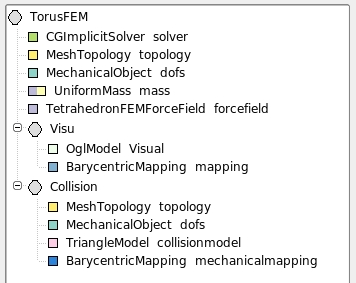 TorusFEM
CGImplicitSolver solver
MeshTopology topology
MechanicalObject dofs
UniformMass mass
TetrahedronFEMForceField forcefield
Visu
OglModel Visual
BarycentricMapping mapping
Collision
MeshTopology topology
MechanicalObject dofs
TriangleModel collisionmodel
BarycentricMapping mechanicalmapping